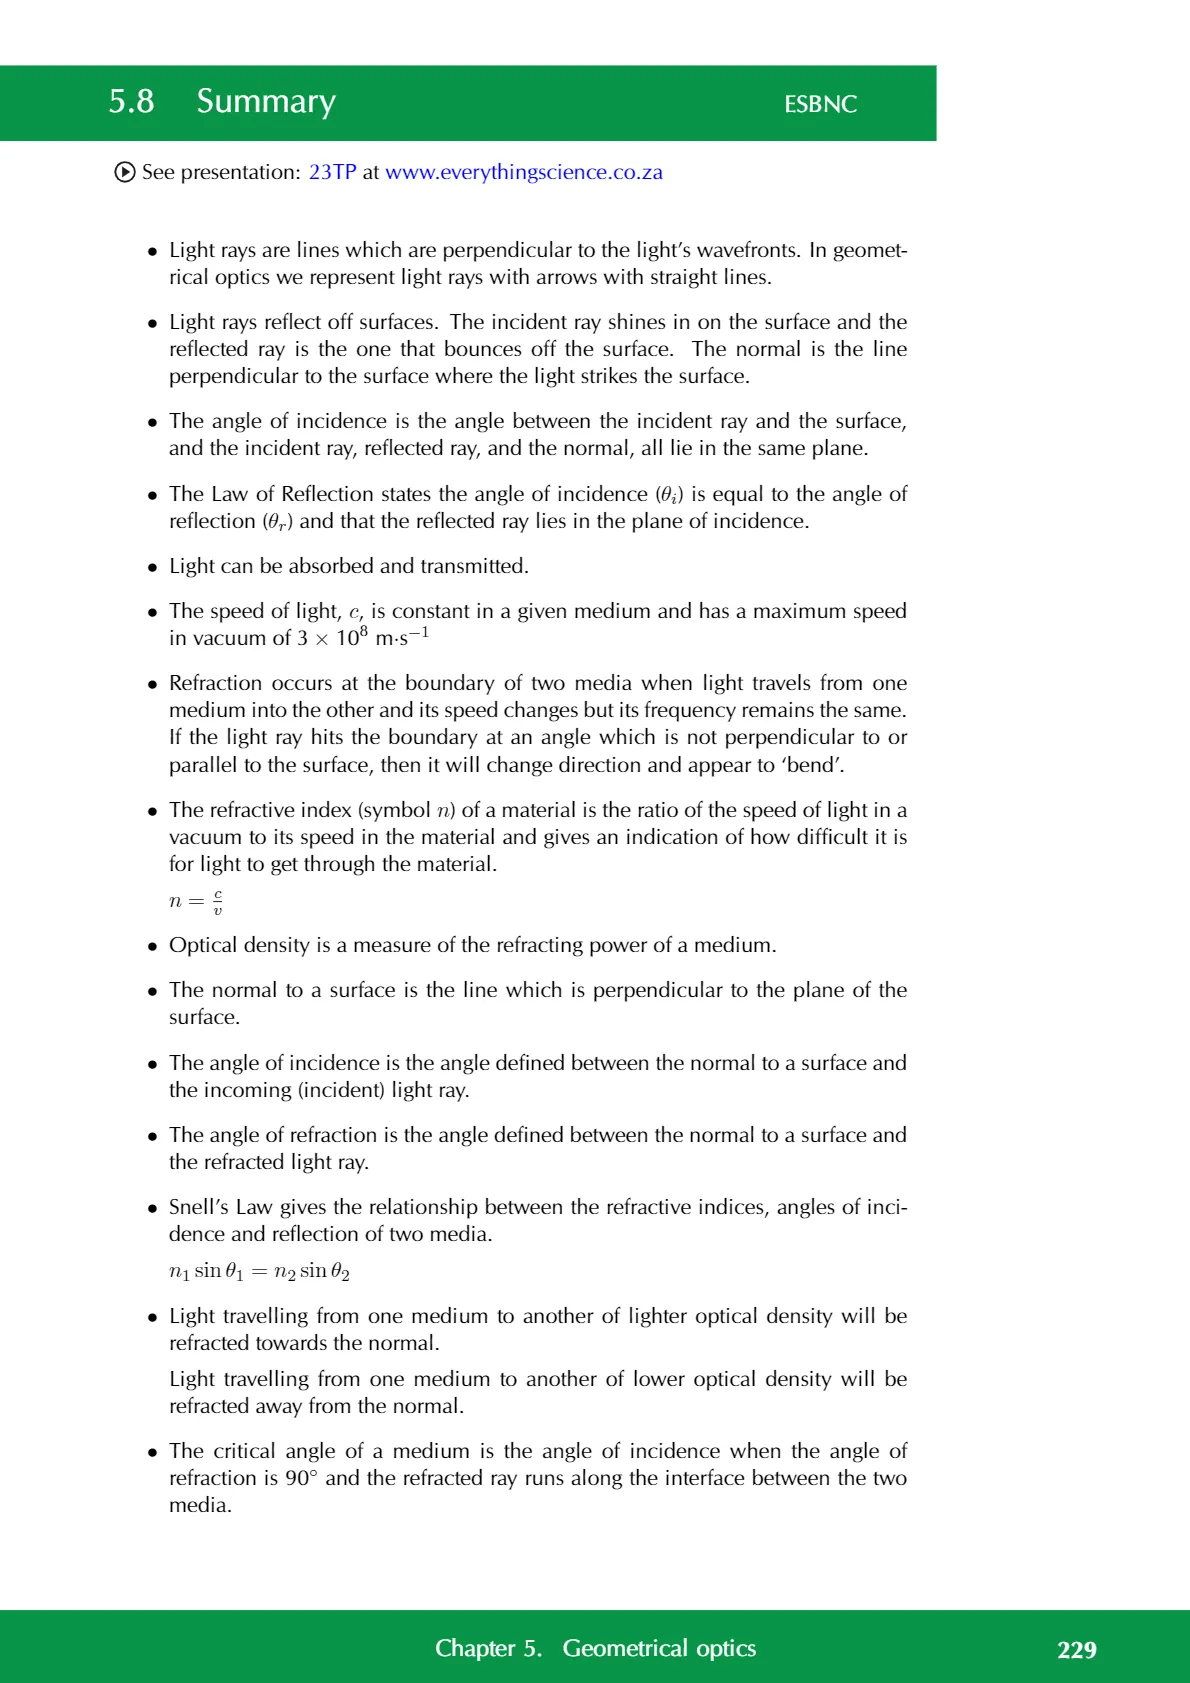 5.8 Summary ESBNC
See presentation: 23TP at www.everythingscience.co.za
• Light rays are lines which are perpendicular to the light's wavefronts. In geomet-
rical optics we represent light rays with arrows with straight lines.
• Light rays reflect off surfaces. The incident ray shines in on the surface and the
reflected ray is the one that bounces off the surface. The normal is the line
perpendicular to the surface where the light strikes the surface.
• The angle of incidence is the angle between the incident ray and the surface,
and the incident ray, reflected ray, and the normal, all lie in the same plane.
• The Law of Reflection states the angle of incidence (θᵢ) is equal to the angle of
reflection (θᵣ) and that the reflected ray lies in the plane of incidence.
• Light can be absorbed and transmitted.
• The speed of light, c, is constant in a given medium and has a maximum speed
in vacuum of 3 × 10⁸ m·s⁻¹
• Refraction occurs at the boundary of two media when light travels from one
medium into the other and its speed changes but its frequency remains the same.
If the light ray hits the boundary at an angle which is not perpendicular to or
parallel to the surface, then it will change direction and appear to 'bend'.
• The refractive index (symbol n) of a material is the ratio of the speed of light in a
vacuum to its speed in the material and gives an indication of how difficult it is
for light to get through the material.
n = c/v
• Optical density is a measure of the refracting power of a medium.
• The normal to a surface is the line which is perpendicular to the plane of the
surface.
• The angle of incidence is the angle defined between the normal to a surface and
the incoming (incident) light ray.
• The angle of refraction is the angle defined between the normal to a surface and
the refracted light ray.
• Snell's Law gives the relationship between the refractive indices, angles of inci-
dence and reflection of two media.
n₁ sin θ₁ = n₂ sin θ₂
• Light travelling from one medium to another of lighter optical density will be
refracted towards the normal.
Light travelling from one medium to another of lower optical density will be
refracted away from the normal.
• The critical angle of a medium is the angle of incidence when the angle of
refraction is 90° and the refracted ray runs along the interface between the two
media.
Chapter 5. Geometrical optics 229